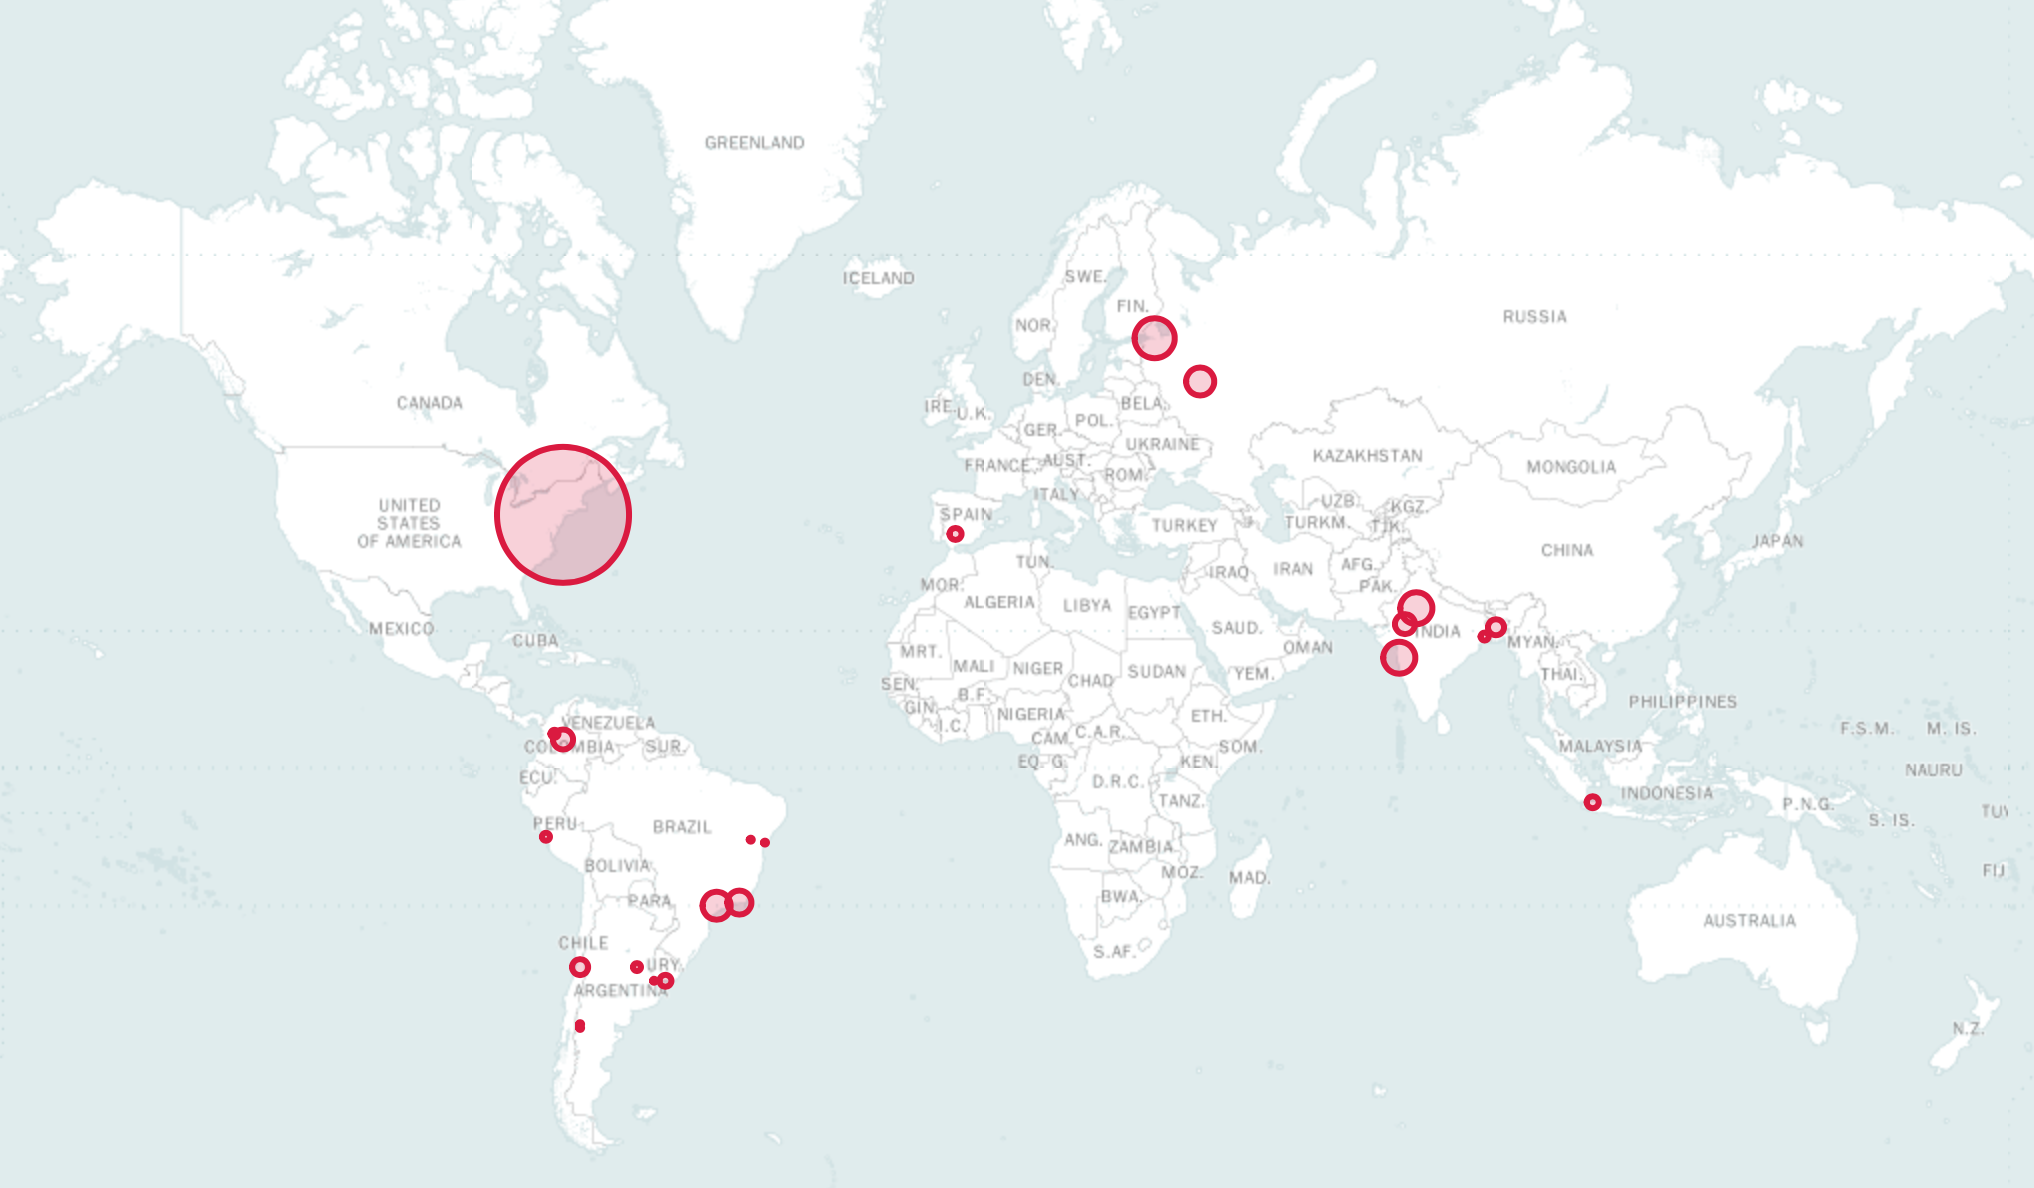 GREENLAND
ICELAND
SWE.
FIN.
NOR.
RUSSIA
DEN.
CANADA
IRE.
U.K.
BELA.
POL.
GER.
UKRAINE
KAZAKHSTAN
MONGOLIA
FRANCE
AUST.
ROM.
ITALY
UNITED
STATES
OF AMERICA
SPAIN
UZB.
KGZ.
TURKEY
TURKM.
TJK.
JAPAN
CHINA
TUN.
IRAQ
IRAN
AFG.
PAK.
MOR.
ALGERIA
LIBYA
EGYPT
MEXICO
CUBA
SAUD.
OMAN
INDIA
MYAN.
MRT.
MALI
NIGER
CHAD
SUDAN
YEM.
THAI.
SEN.
B.F.
GIN.
I.C.
NIGERIA
ETH.
PHILIPPINES
VENEZUELA
COLOMBIA
SUR.
CAM.
C.A.R.
SOM.
F.S.M.
M. IS.
MALAYSIA
EQ. G.
KEN.
NAURU
ECU.
D.R.C.
TANZ.
INDONESIA
P.N.G.
S. IS.
TUV
PERU
BRAZIL
ANG.
ZAMBIA
MOZ.
MAD.
FIJ
BOLIVIA
PARA.
BWA.
AUSTRALIA
CHILE
S.AF.
URY.
ARGENTINA
N.Z.